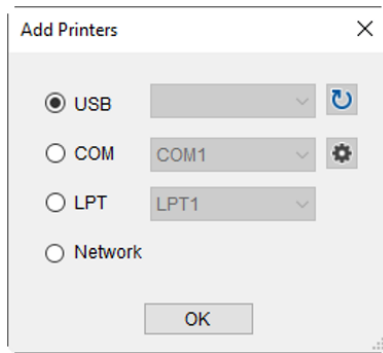 Add Printers
USB
COM COM1
LPT LPT1
Network
OK